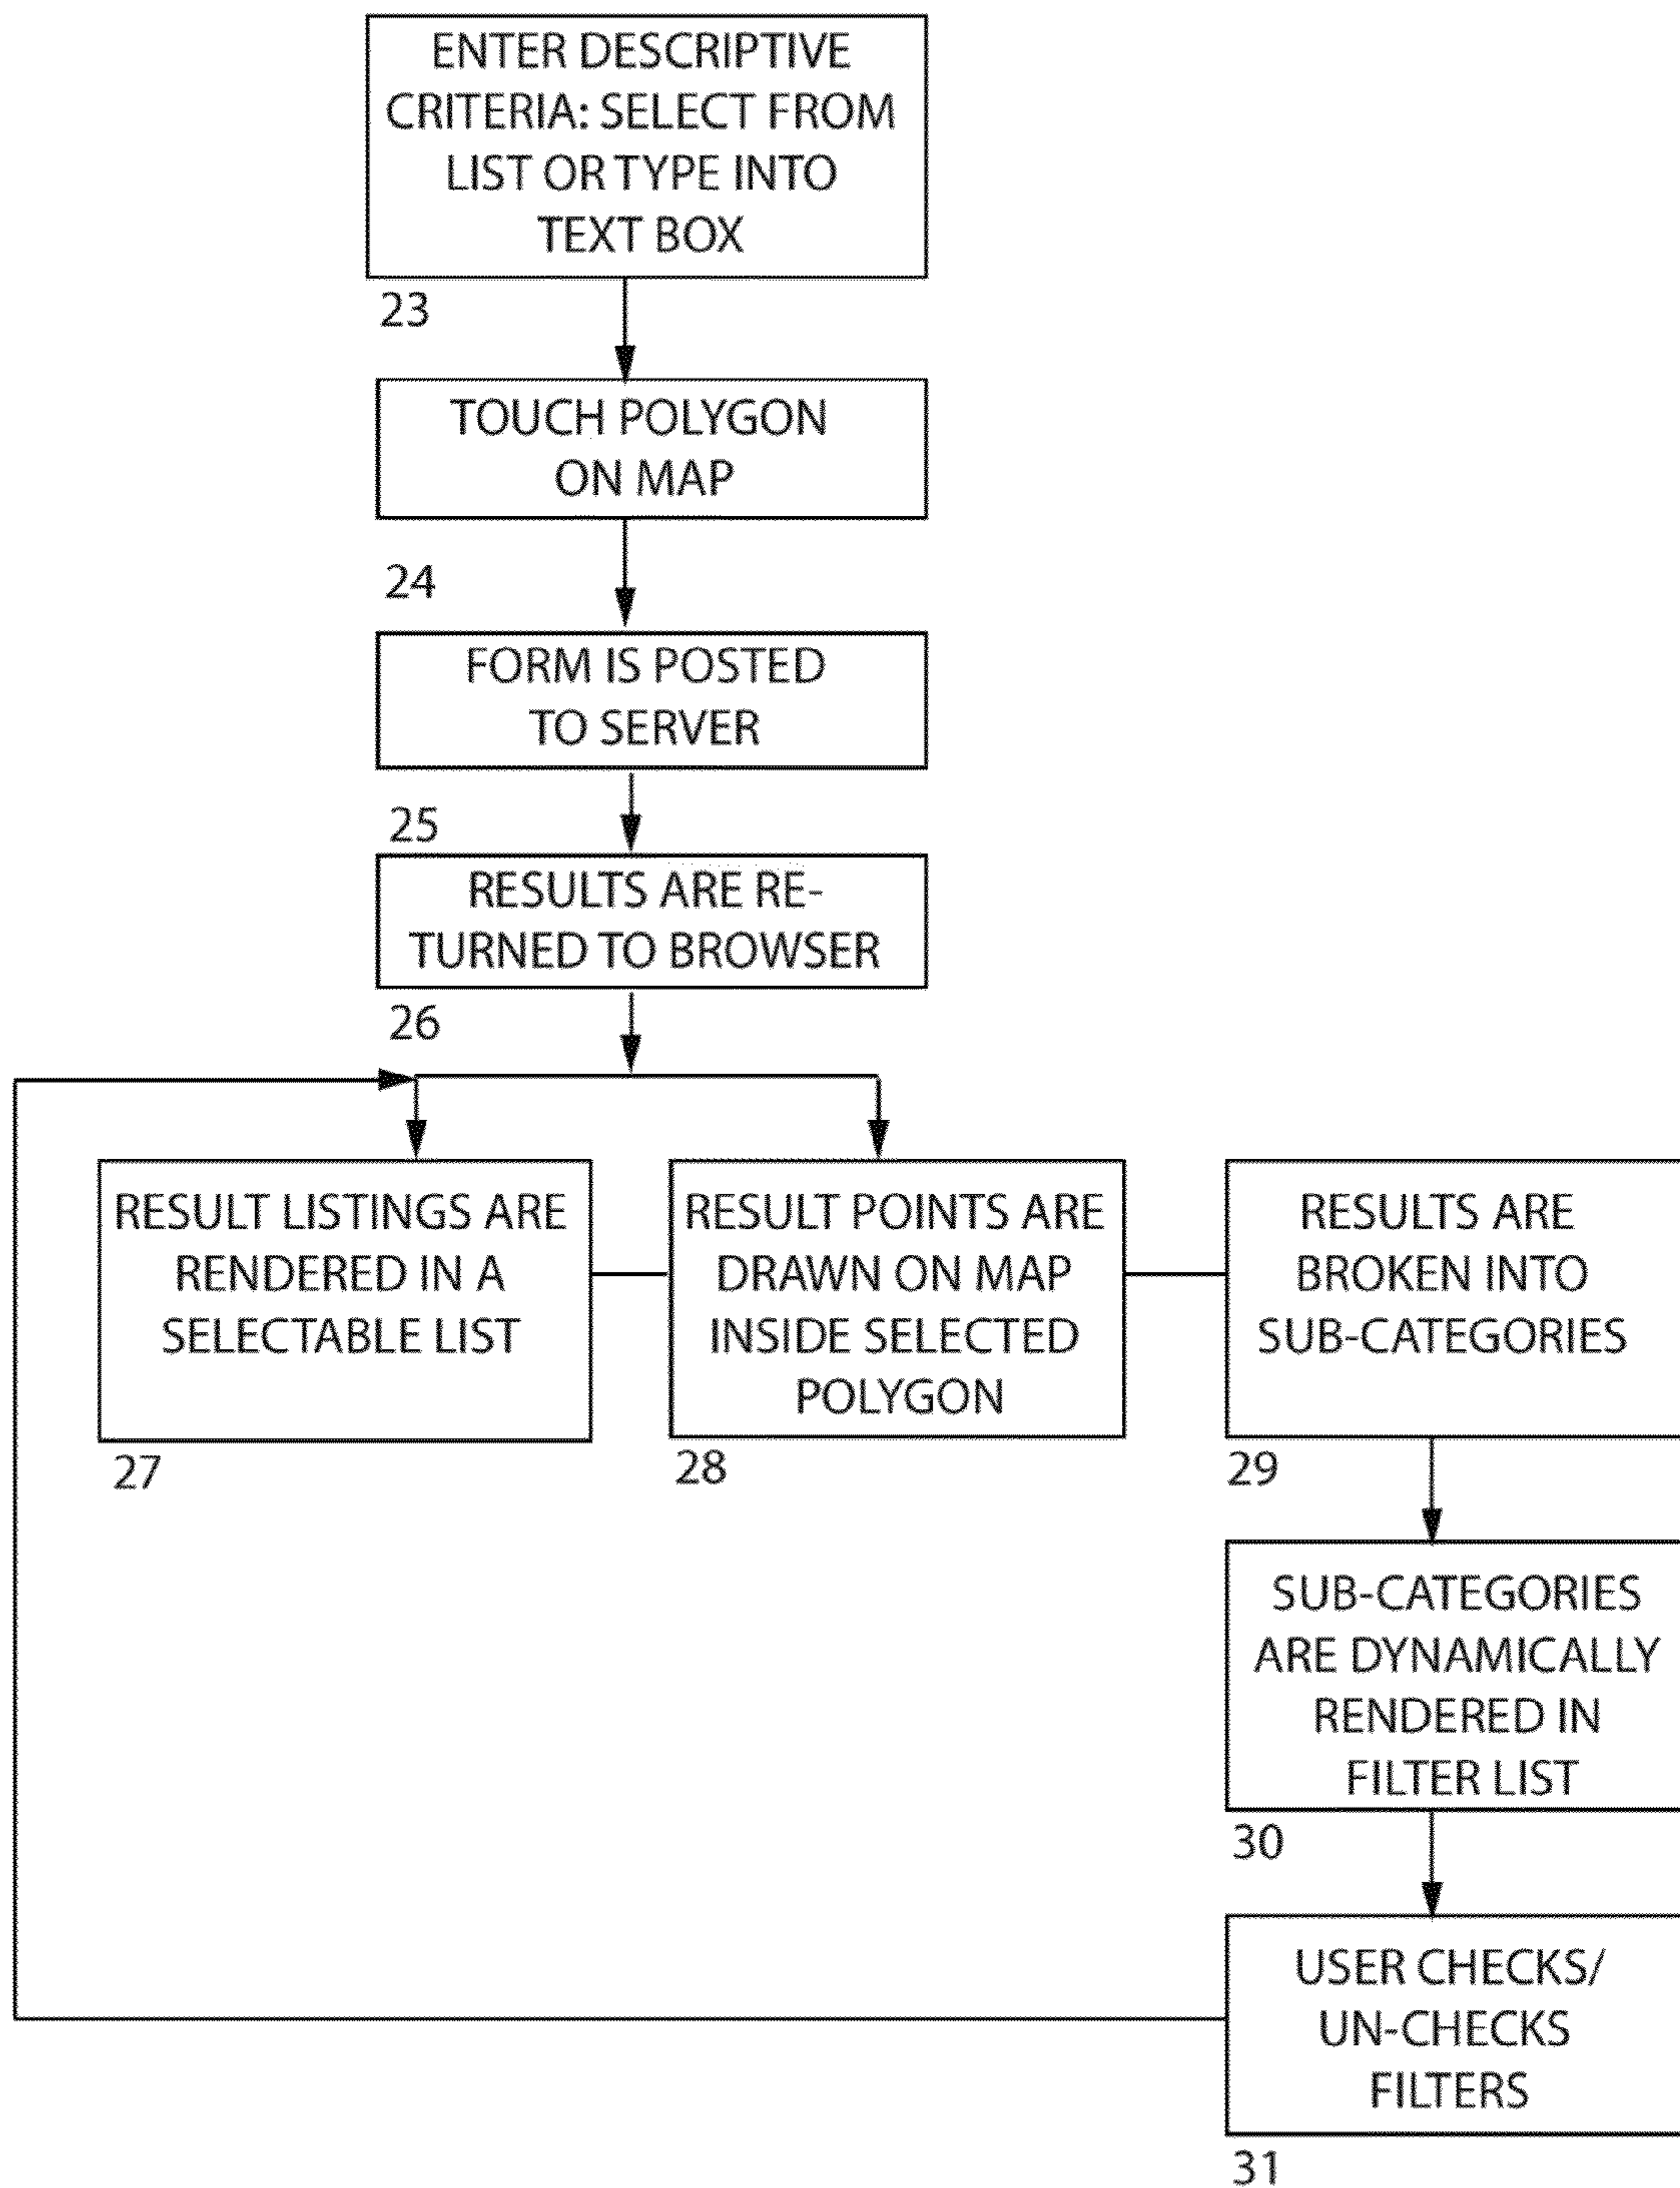 ENTER DESCRIPTIVE
CRITERIA: SELECT FROM
LIST OR TYPE INTO
TEXT BOX
23
TOUCH POLYGON
ON MAP
24
FORM IS POSTED
TO SERVER
25
RESULTS ARE RE-
TURNED TO BROWSER
26
RESULT LISTINGS ARE
RENDERED IN A
SELECTABLE LIST
27
RESULT POINTS ARE
DRAWN ON MAP
INSIDE SELECTED
POLYGON
28
RESULTS ARE
BROKEN INTO
SUB-CATEGORIES
29
SUB-CATEGORIES
ARE DYNAMICALLY
RENDERED IN
FILTER LIST
30
USER CHECKS/
UN-CHECKS
FILTERS
31